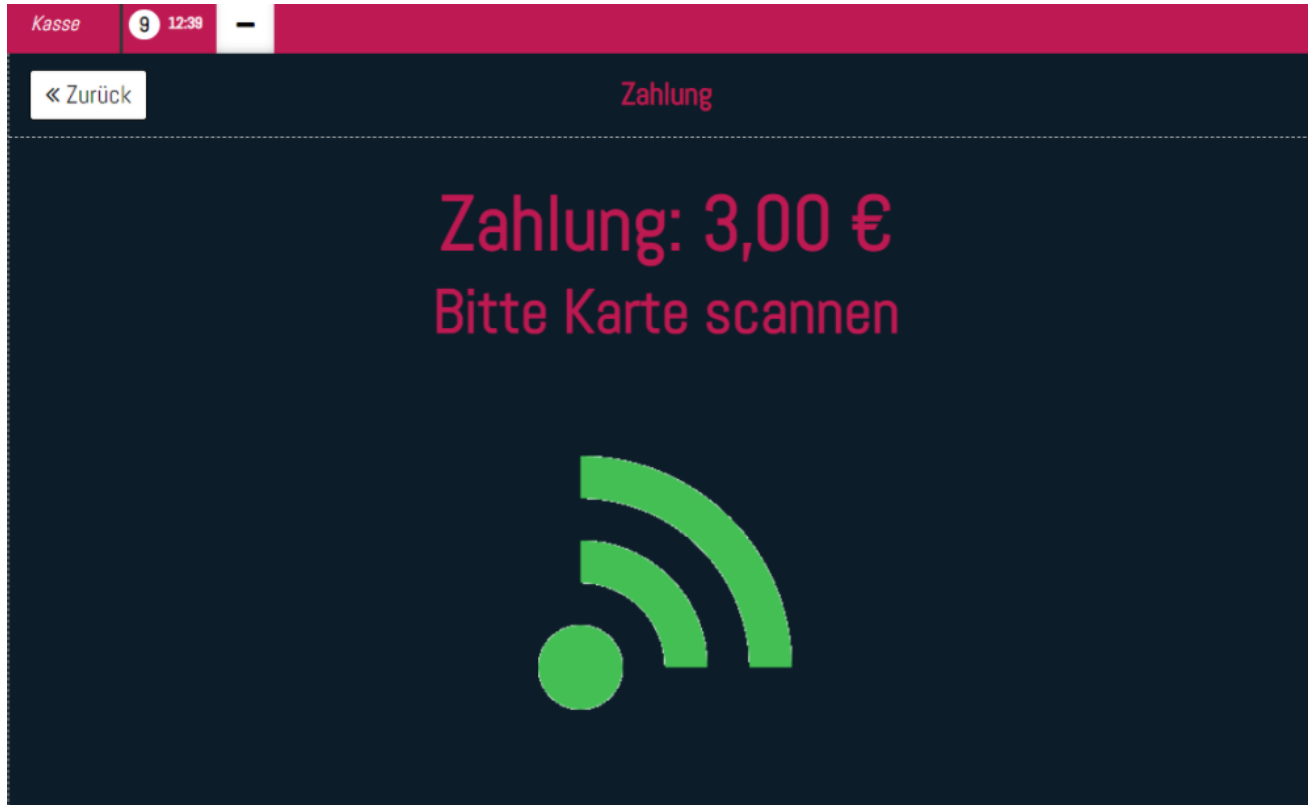 Kasse 9 12:39 –
« Zurück
Zahlung
Zahlung: 3,00 €
Bitte Karte scannen